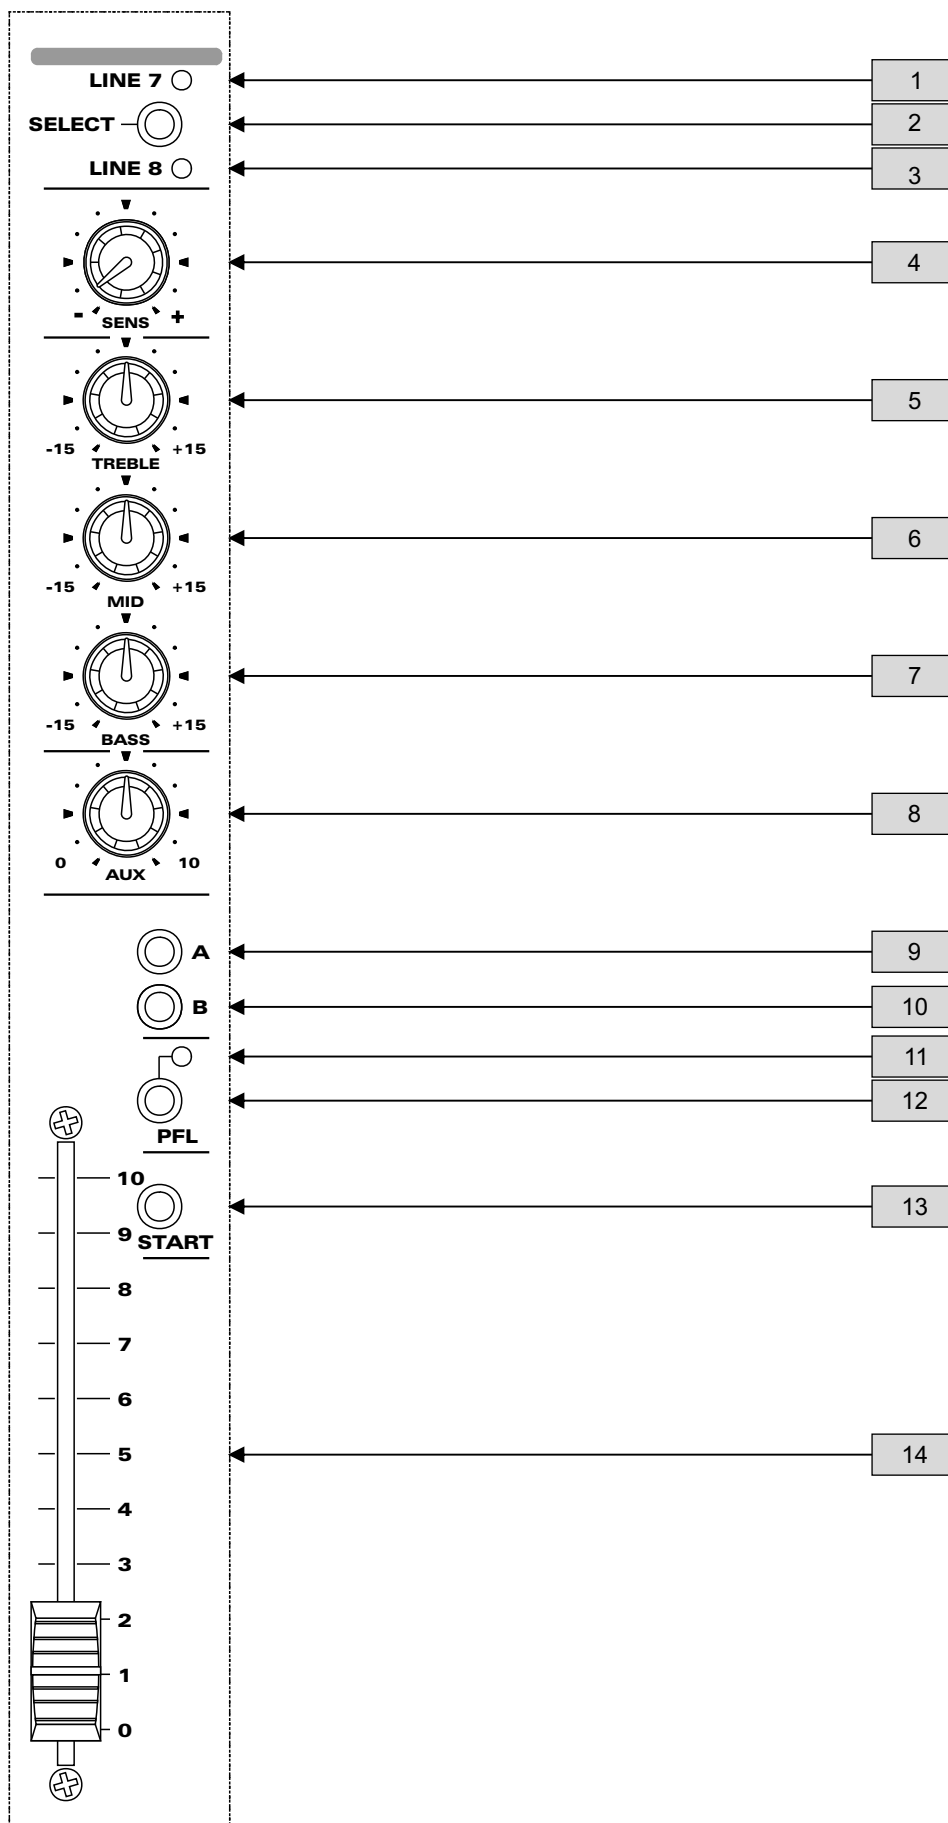 LINE 7 1
SELECT 2
LINE 8 3
4
- SENS +
5
-15 TREBLE +15
6
-15 MID +15
7
-15 BASS +15
8
0 AUX 10
A 9
B 10
11
12
PFL
10
13
9 START
8
7
6
5 14
4
3
2
1
0